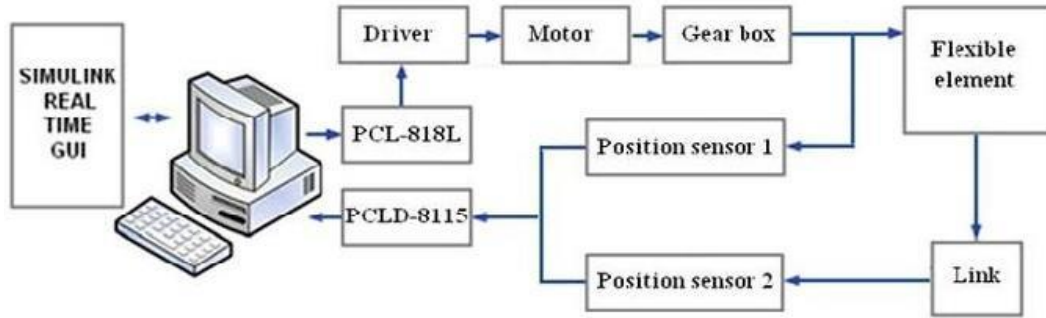 SIMULINK
REAL
TIME
GUI
Driver
Motor
Gear box
Flexible
element
PCL-818L
Position sensor 1
PCLD-8115
Position sensor 2
Link